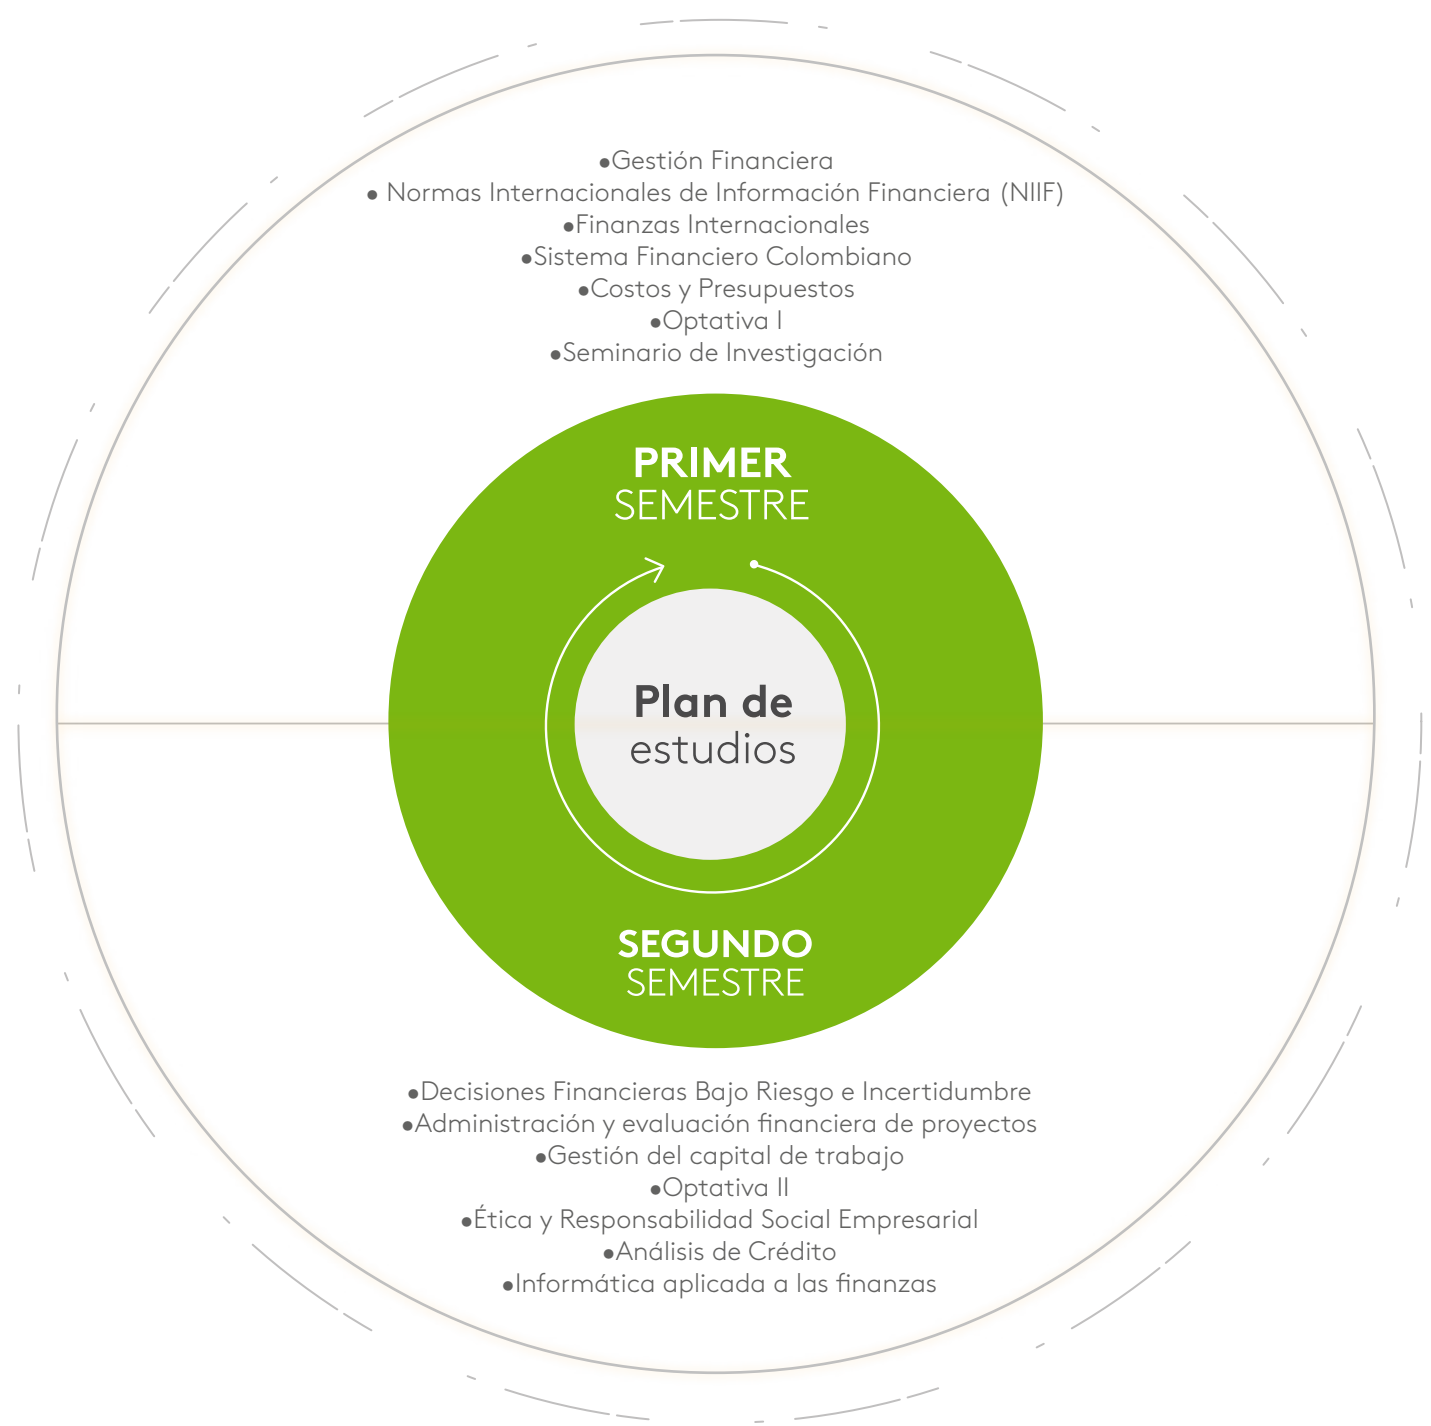 •Gestión Financiera
• Normas Internacionales de Información Financiera (NIIF)
•Finanzas Internacionales
•Sistema Financiero Colombiano
•Costos y Presupuestos
•Optativa I
•Seminario de Investigación
PRIMER
SEMESTRE
Plan de
estudios
SEGUNDO
SEMESTRE
•Decisiones Financieras Bajo Riesgo e Incertidumbre
•Administración y evaluación financiera de proyectos
•Gestión del capital de trabajo
•Optativa II
•Ética y Responsabilidad Social Empresarial
•Análisis de Crédito
•Informática aplicada a las finanzas